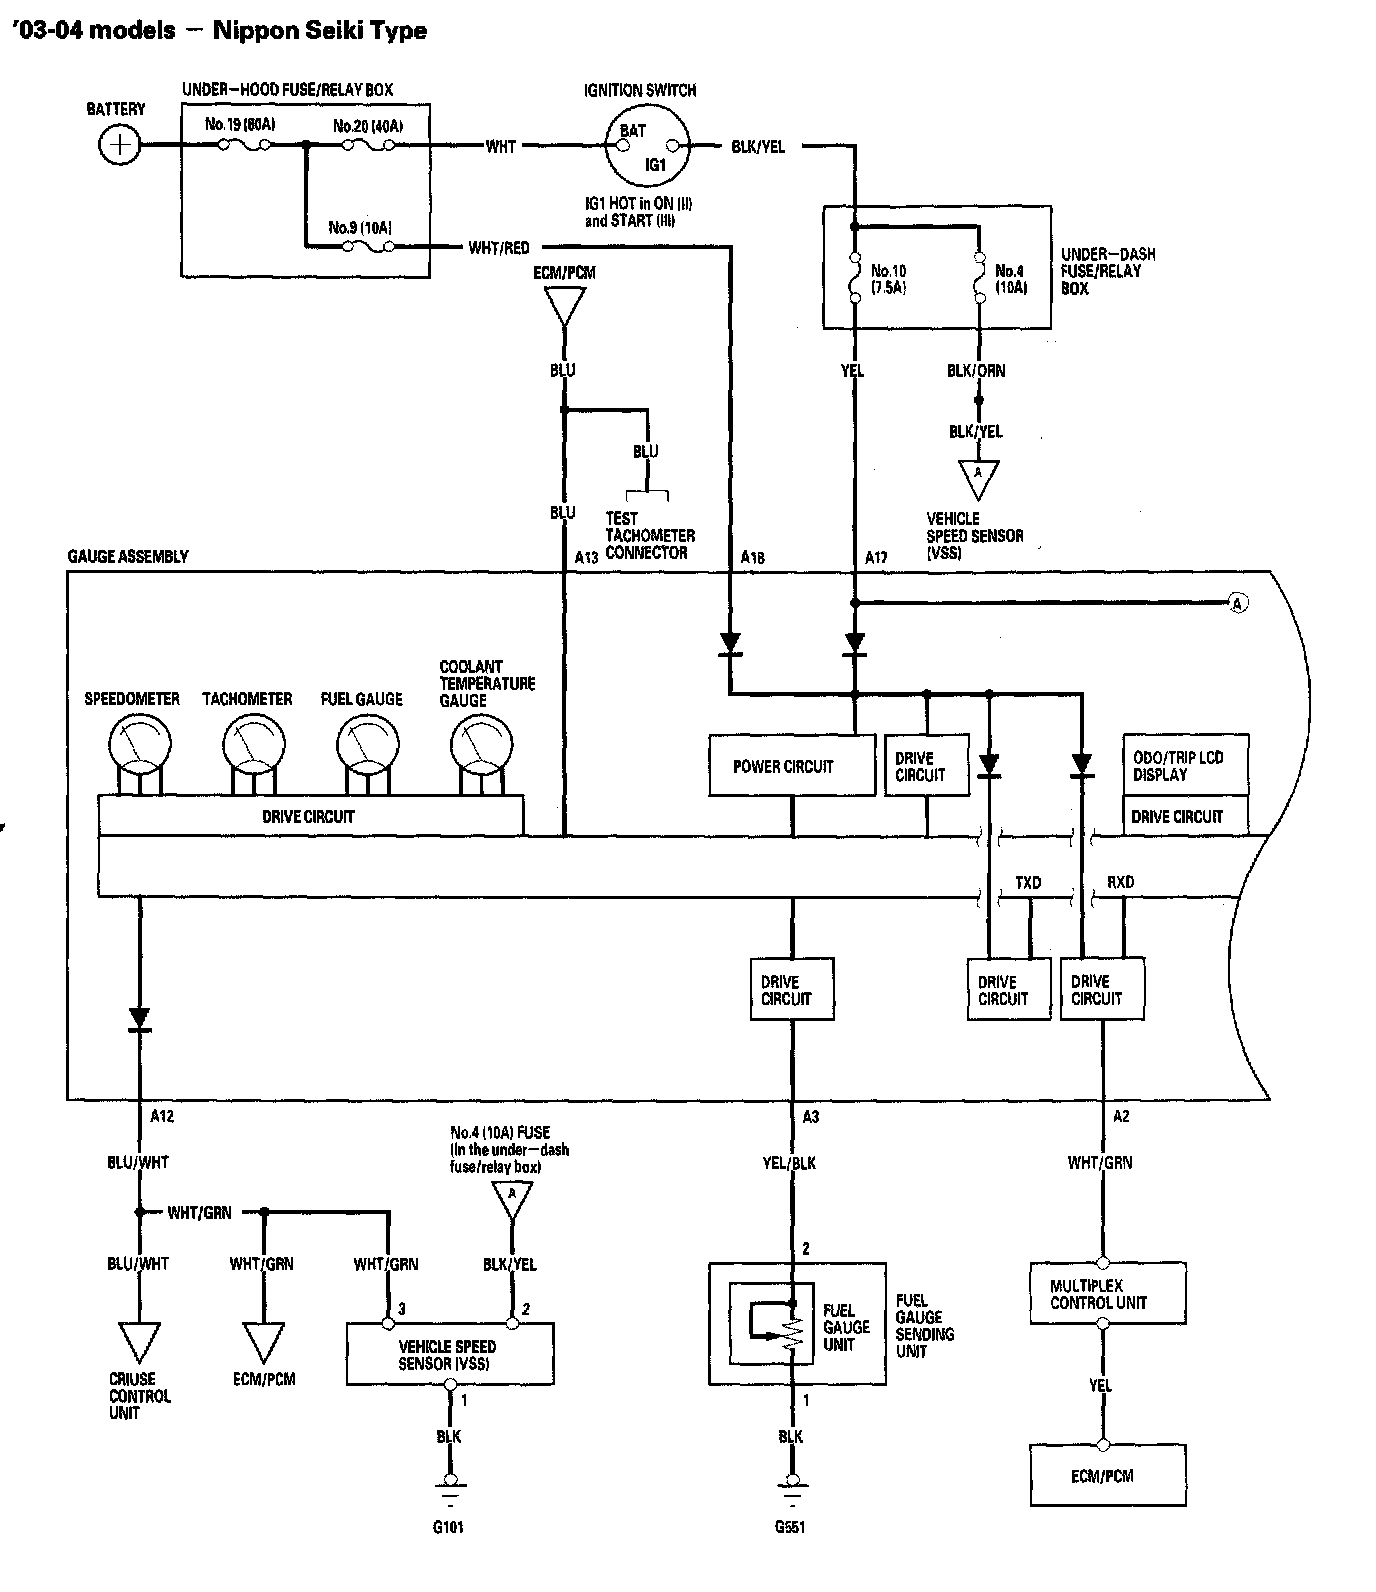 '03-04 models — Nippon Seiki Type
UNDER-HOOD FUSE/RELAY BOX
IGNITION SWITCH
BATTERY
No.19 (80A)
No.20 (40A)
WHT
BAT
IG1
BLK/YEL
IG1 HOT in ON (II)
and START (III)
No.9 (10A)
WHT/RED
ECM/PCM
No.10
(7.5A)
No.4
(10A)
UNDER-DASH
FUSE/RELAY
BOX
BLU
YEL
BLK/ORN
BLK/YEL
BLU
A
BLU
TEST
TACHOMETER
CONNECTOR
VEHICLE
SPEED SENSOR
(VSS)
GAUGE ASSEMBLY
A13
A18
A17
A
SPEEDOMETER
TACHOMETER
FUEL GAUGE
COOLANT
TEMPERATURE
GAUGE
POWER CIRCUIT
DRIVE
CIRCUIT
ODO/TRIP LCD
DISPLAY
DRIVE CIRCUIT
DRIVE CIRCUIT
TXD
RXD
DRIVE
CIRCUIT
DRIVE
CIRCUIT
DRIVE
CIRCUIT
A12
A3
A2
No.4 (10A) FUSE
(In the under-dash
fuse/relay box)
BLU/WHT
YEL/BLK
WHT/GRN
A
WHT/GRN
BLU/WHT
WHT/GRN
WHT/GRN
BLK/YEL
2
3
2
MULTIPLEX
CONTROL UNIT
FUEL
GAUGE
UNIT
FUEL
GAUGE
SENDING
UNIT
VEHICLE SPEED
SENSOR (VSS)
CRIUSE
CONTROL
UNIT
ECM/PCM
1
1
YEL
BLK
BLK
ECM/PCM
G101
G551